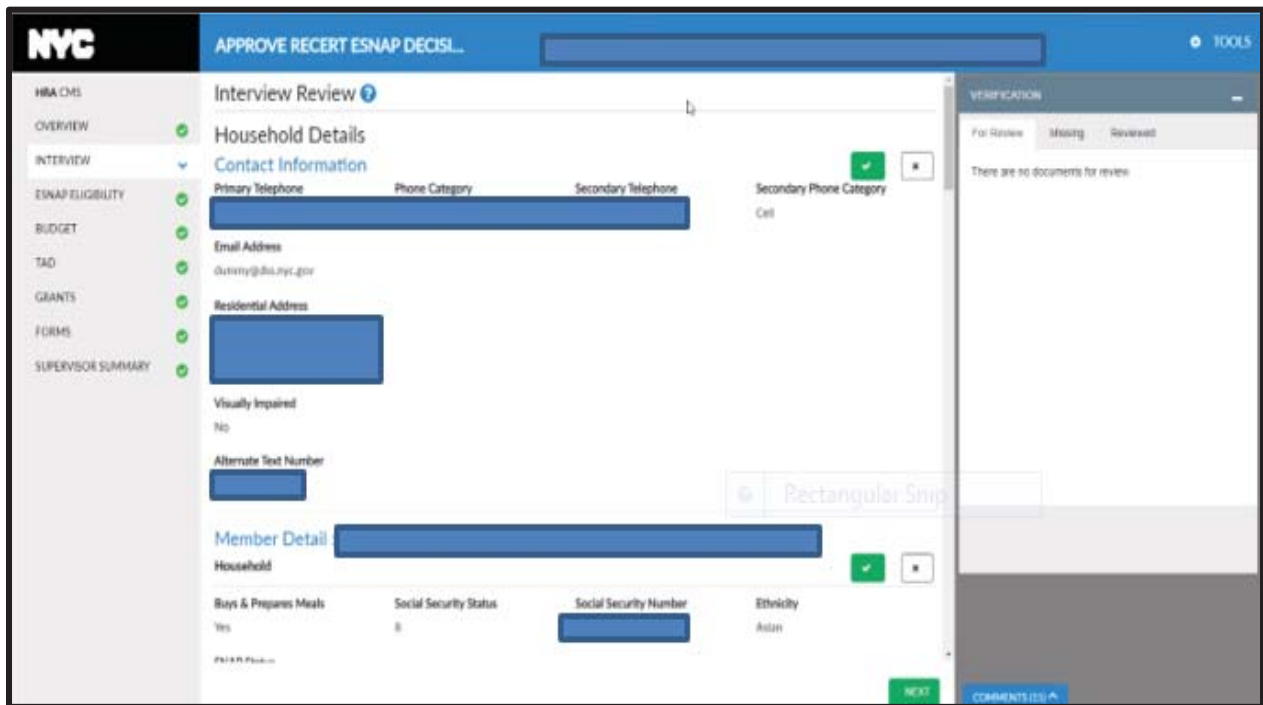 NYC
APPROVE RECERT ESNAP DECISI...
TOOLS
HRA CMS
OVERVIEW
INTERVIEW
ESNAP ELIGIBILITY
BUDGET
TAD
GRANTS
FORMS
SUPERVISOR SUMMARY
Interview Review ?
Household Details
Contact Information
Primary Telephone Phone Category Secondary Telephone Secondary Phone Category
Cell
Email Address
dummy@dss.nyc.gov
Residential Address
Visually Impaired
No
Alternate Text Number
Rectangular Snip
Member Detail :
Household
Buys & Prepares Meals Social Security Status Social Security Number Ethnicity
Yes 8 Asian
NEXT
VERIFICATION
For Review Missing Reviewed
There are no documents for review
COMMENTS (15)